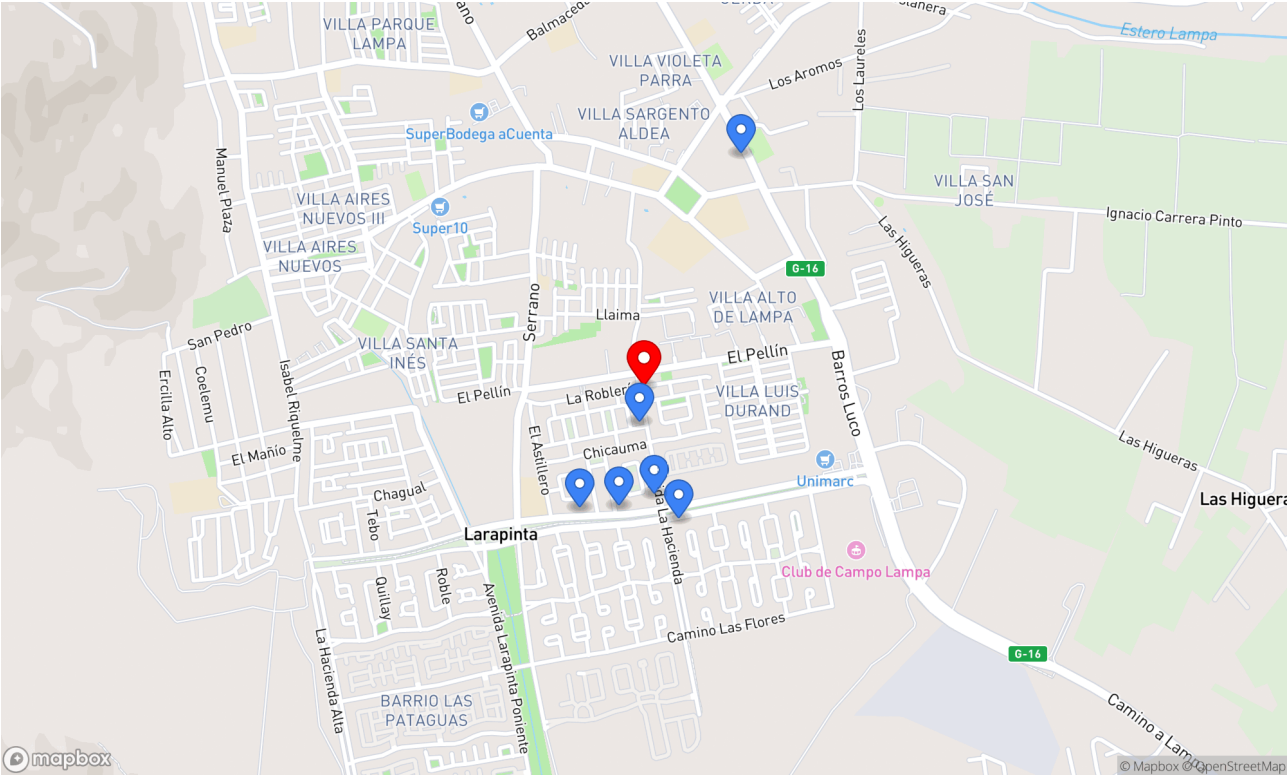 Balmacedo
VILLA PARQUE
LAMPA
Estero Lampa
Los Laureles
VILLA VIOLETA
PARRA
Los Aromos
SuperBodega aCuenta
VILLA SARGENTO
ALDEA
Manuel Plaza
VILLA AIRES
NUEVOS III
Super10
VILLA SAN
JOSÉ
Ignacio Carrera Pinto
VILLA AIRES
NUEVOS
Las Higueras
G-16
Serrano
Llaima
VILLA ALTO
DE LAMPA
San Pedro
VILLA SANTA
INÉS
El Pellín
Barros Luco
Ercilla Alto
Coelemu
Isabel Riquelme
El Pellín
La Roblería
VILLA LUIS
DURAND
El Astillero
Chicauma
El Mañío
Las Higueras
Unimarc
Chagual
Tebo
Las Higuera
Larapinta
La Hacienda
Club de Campo Lampa
Quillay
Roble
Avenida Larapinta Poniente
Camino Las Flores
La Hacienda Alta
G-16
BARRIO LAS
PATAGUAS
Camino a Lampa
mapbox
© Mapbox © OpenStreetMap